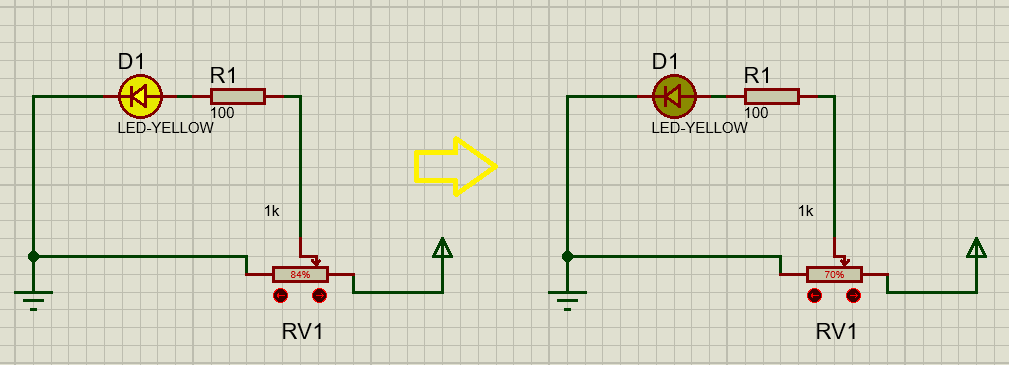 D1
R1
100
LED-YELLOW
1k
84%
RV1
D1
R1
100
LED-YELLOW
1k
70%
RV1